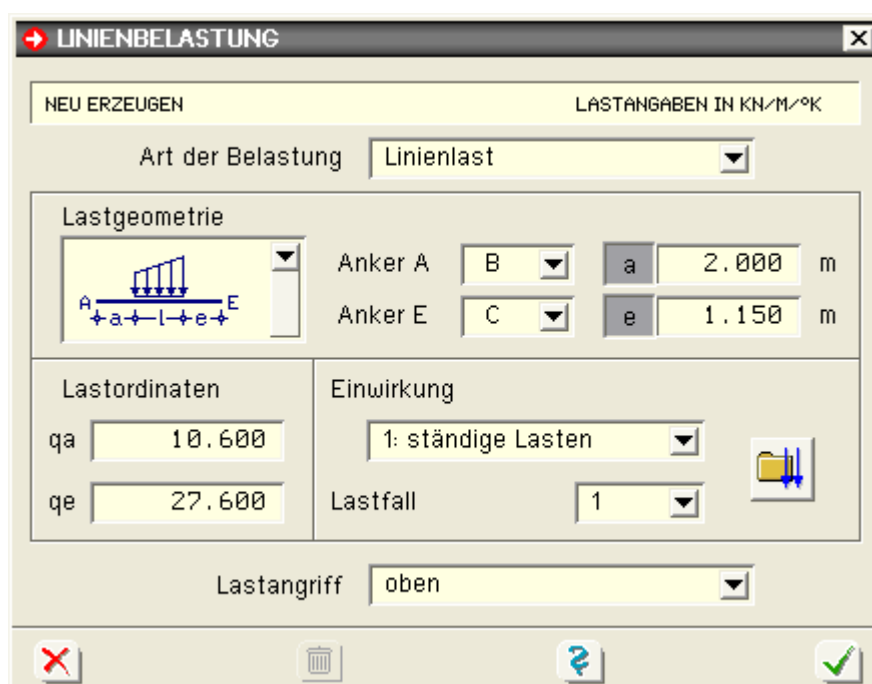 LINIENBELASTUNG
NEU ERZEUGEN LASTANGABEN IN KN/M/°K
Art der Belastung Linienlast
Lastgeometrie
A E
a l e
Anker A B a 2.000 m
Anker E C e 1.150 m
Lastordinaten
qa 10.600
qe 27.600
Einwirkung
1: ständige Lasten
Lastfall 1
Lastangriff oben